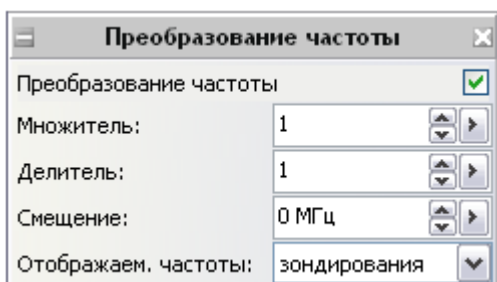 Преобразование частоты
Преобразование частоты
Множитель: 1
Делитель: 1
Смещение: 0 МГц
Отображаем. частоты: зондирования